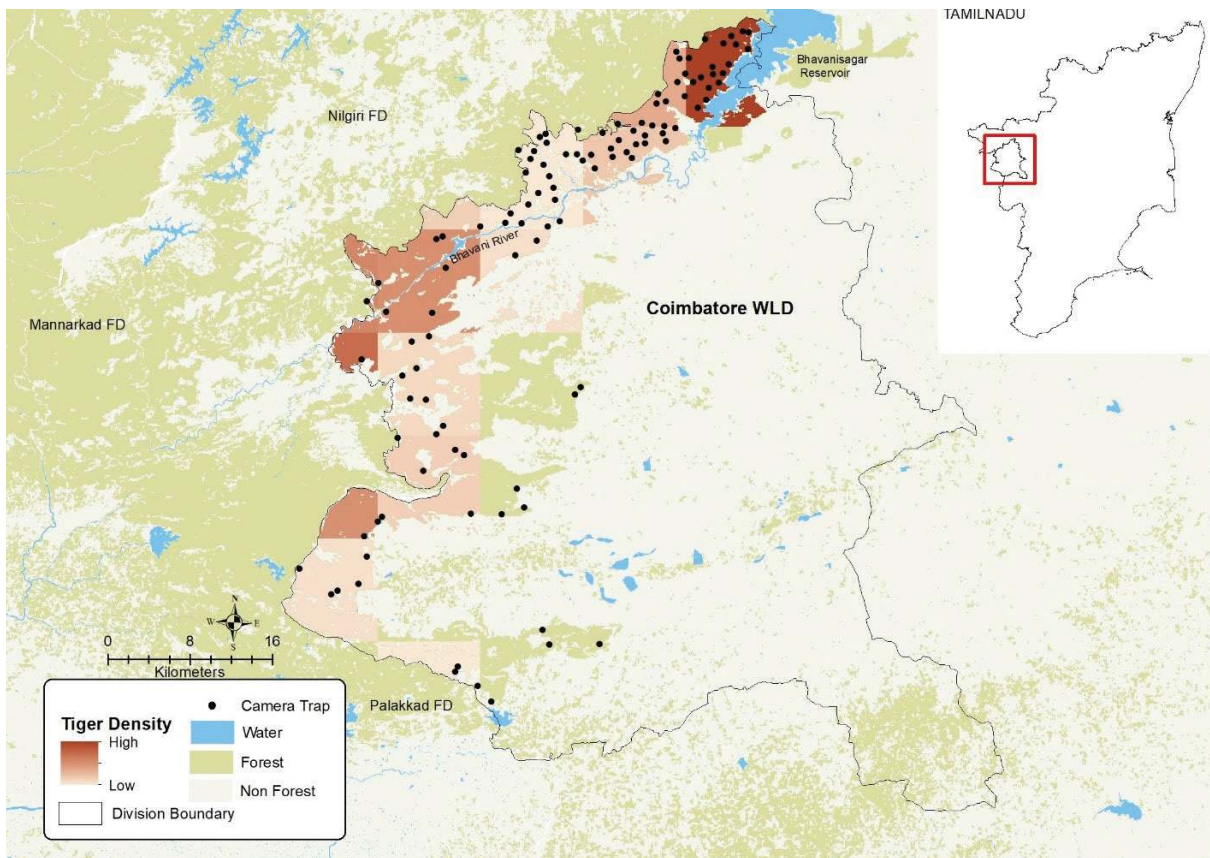 TAMILNADU
Bhavanisagar
Reservoir
Nilgiri FD
Bhavani River
Mannarkad FD
Coimbatore WLD
N
W E
S
0 8 16
Kilometers
Palakkad FD
Tiger Density
High
Low
Division Boundary
Camera Trap
Water
Forest
Non Forest